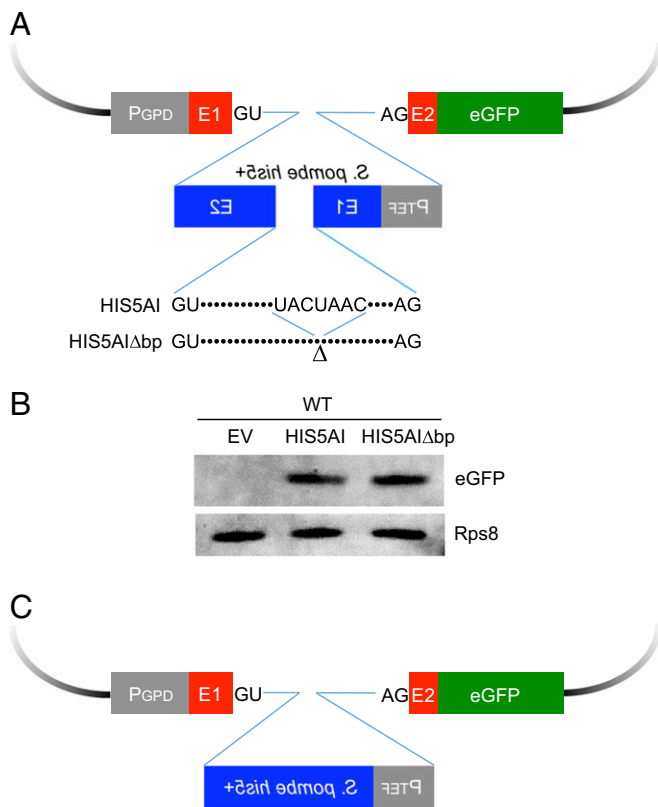 A
PGPD E1 GU AG E2 eGFP
S. pombe his5+
E2 E1 PTEF
HIS5AI GU••••••••••UACUAAC••••AG
HIS5AIΔbp GU••••••••••••••••••••••••••AG
Δ
B
WT
EV HIS5AI HIS5AIΔbp
eGFP
Rps8
C
PGPD E1 GU AG E2 eGFP
S. pombe his5+ PTEF